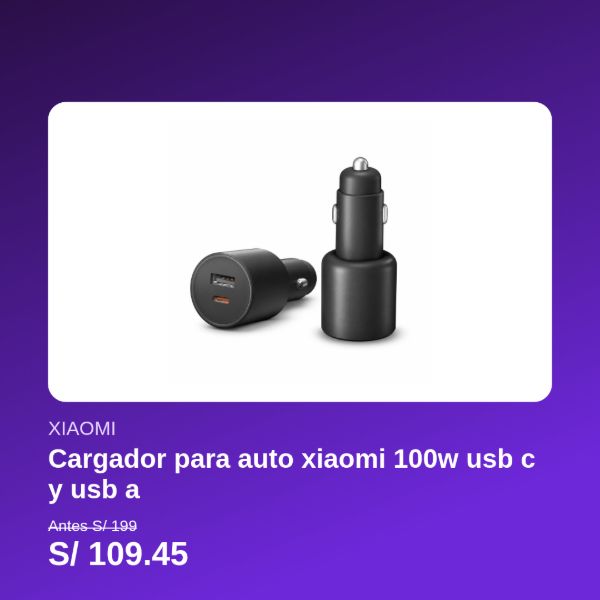 XIAOMI
Cargador para auto xiaomi 100w usb c
y usb a
Antes S/ 199
S/ 109.45